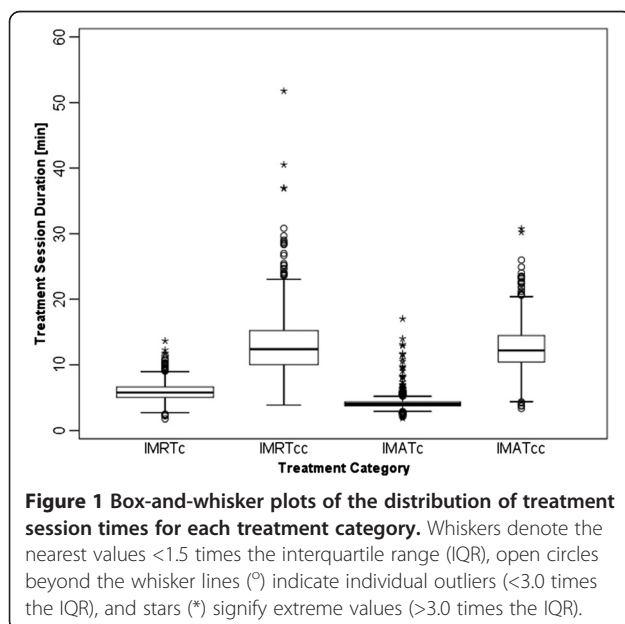 60
50
40
30
20
10
0
Treatment Session Duration [min]
IMRTc IMRTcc IMATc IMATcc
Treatment Category
Figure 1 Box-and-whisker plots of the distribution of treatment
session times for each treatment category. Whiskers denote the
nearest values <1.5 times the interquartile range (IQR), open circles
beyond the whisker lines (°) indicate individual outliers (<3.0 times
the IQR), and stars (*) signify extreme values (>3.0 times the IQR).